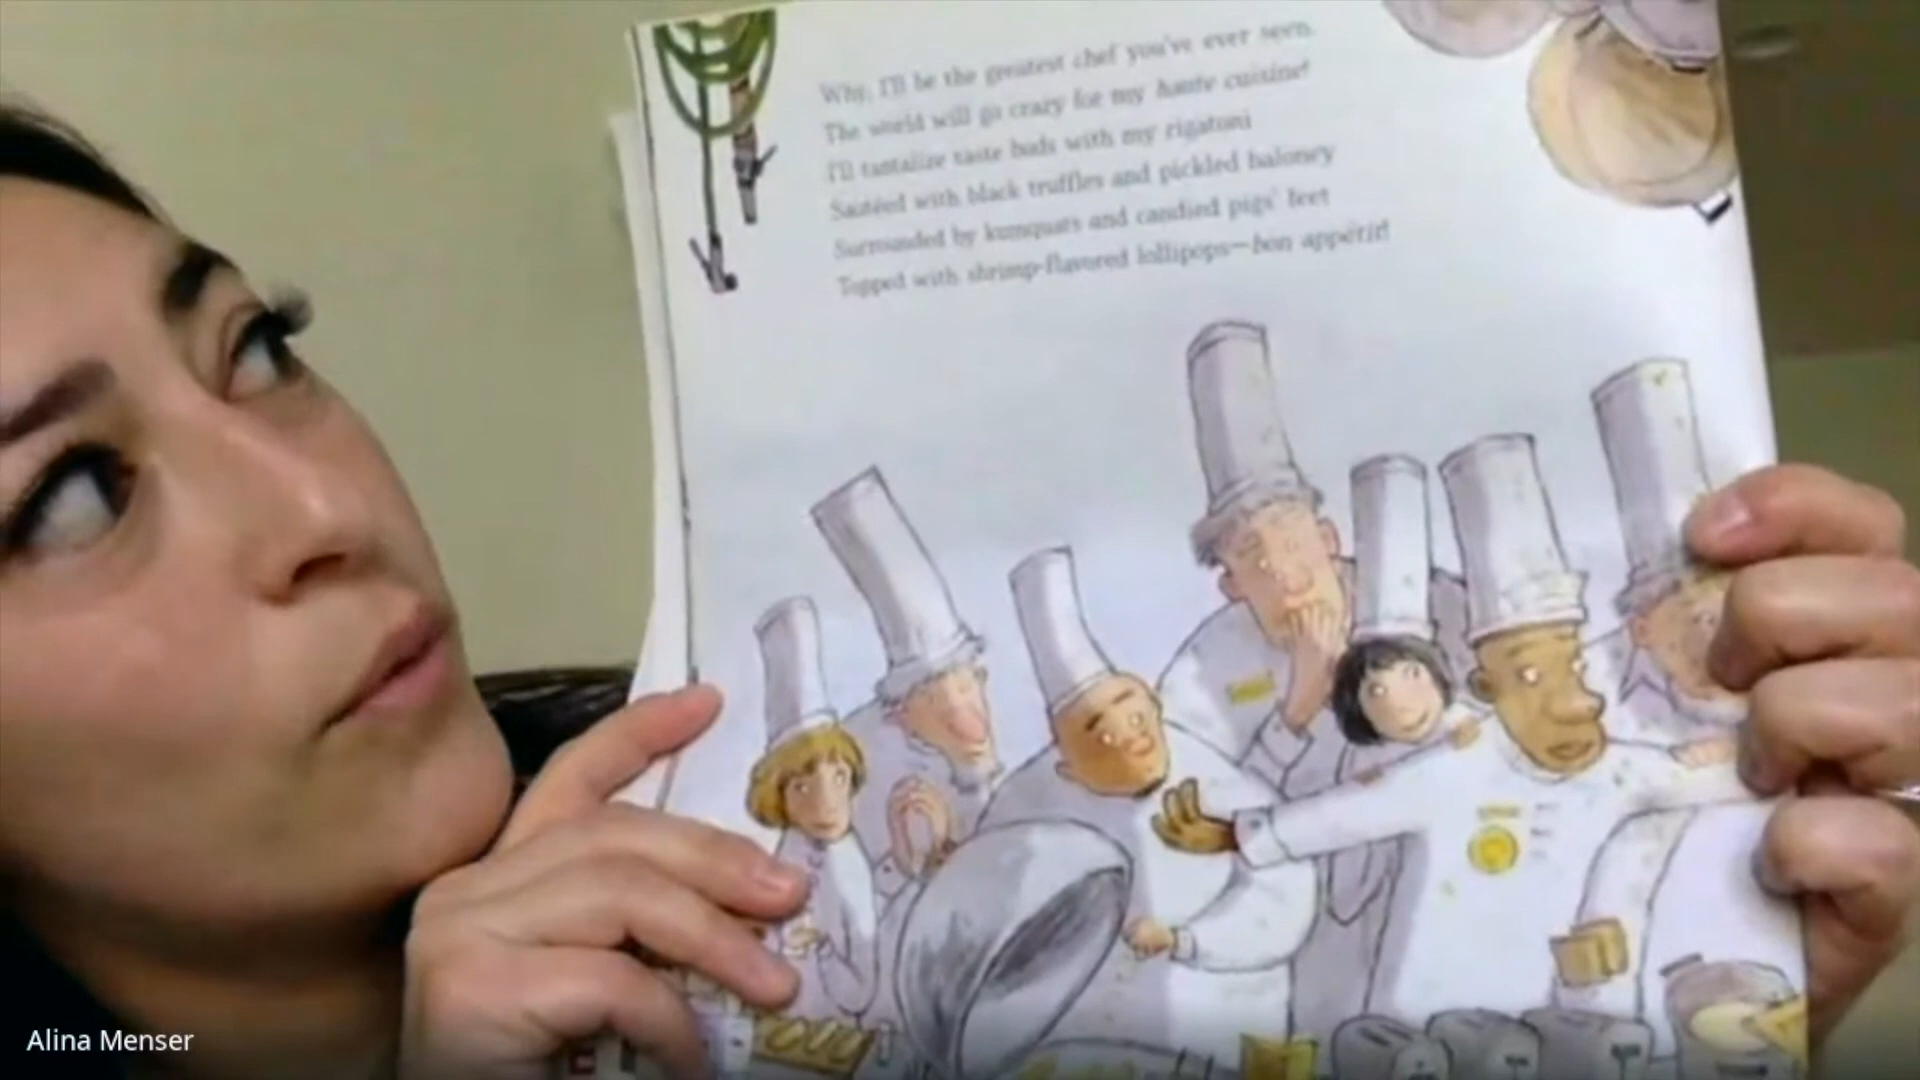 Why, I'll be the greatest chef you've ever seen.
The world will go crazy for my haute cuisine!
I'll tantalize taste buds with my rigatoni
Sautéed with black truffles and pickled baloney
Surrounded by kumquats and candied pigs' feet
Topped with shrimp-flavored lollipops—bon appétit!
Alina Menser